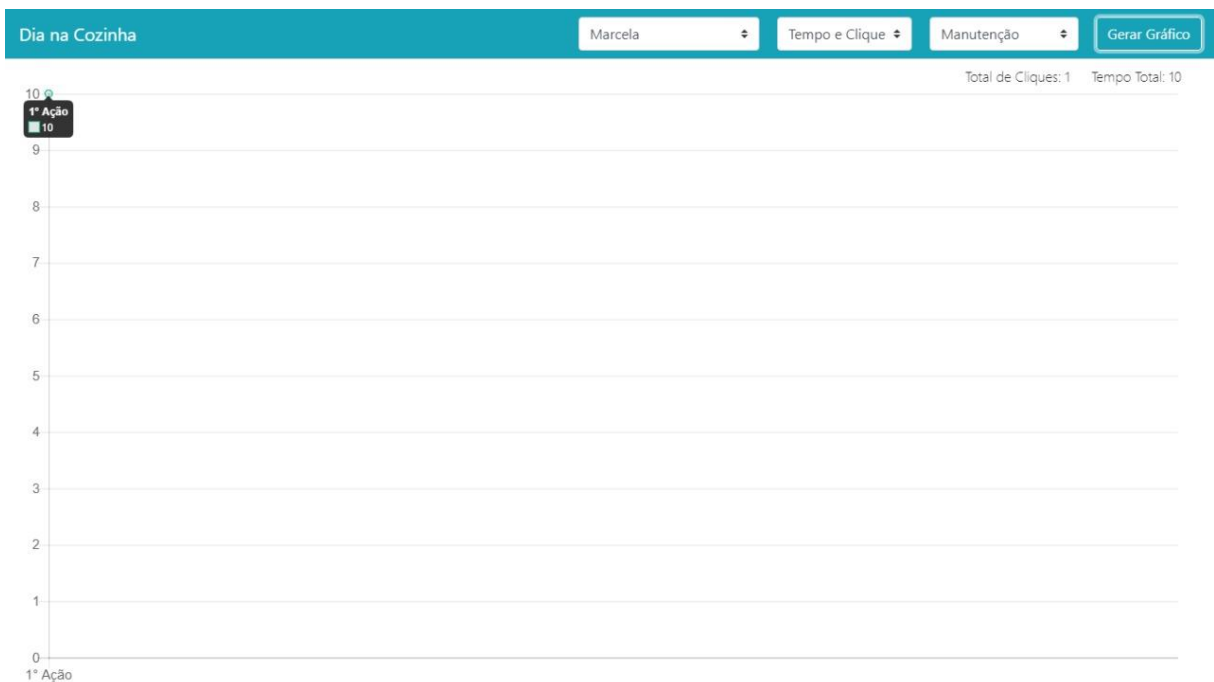 Dia na Cozinha
Marcela
Tempo e Clique
Manutenção
Gerar Gráfico
Total de Cliques: 1
Tempo Total: 10
10
1° Ação
10
9
8
7
6
5
4
3
2
1
0
1° Ação